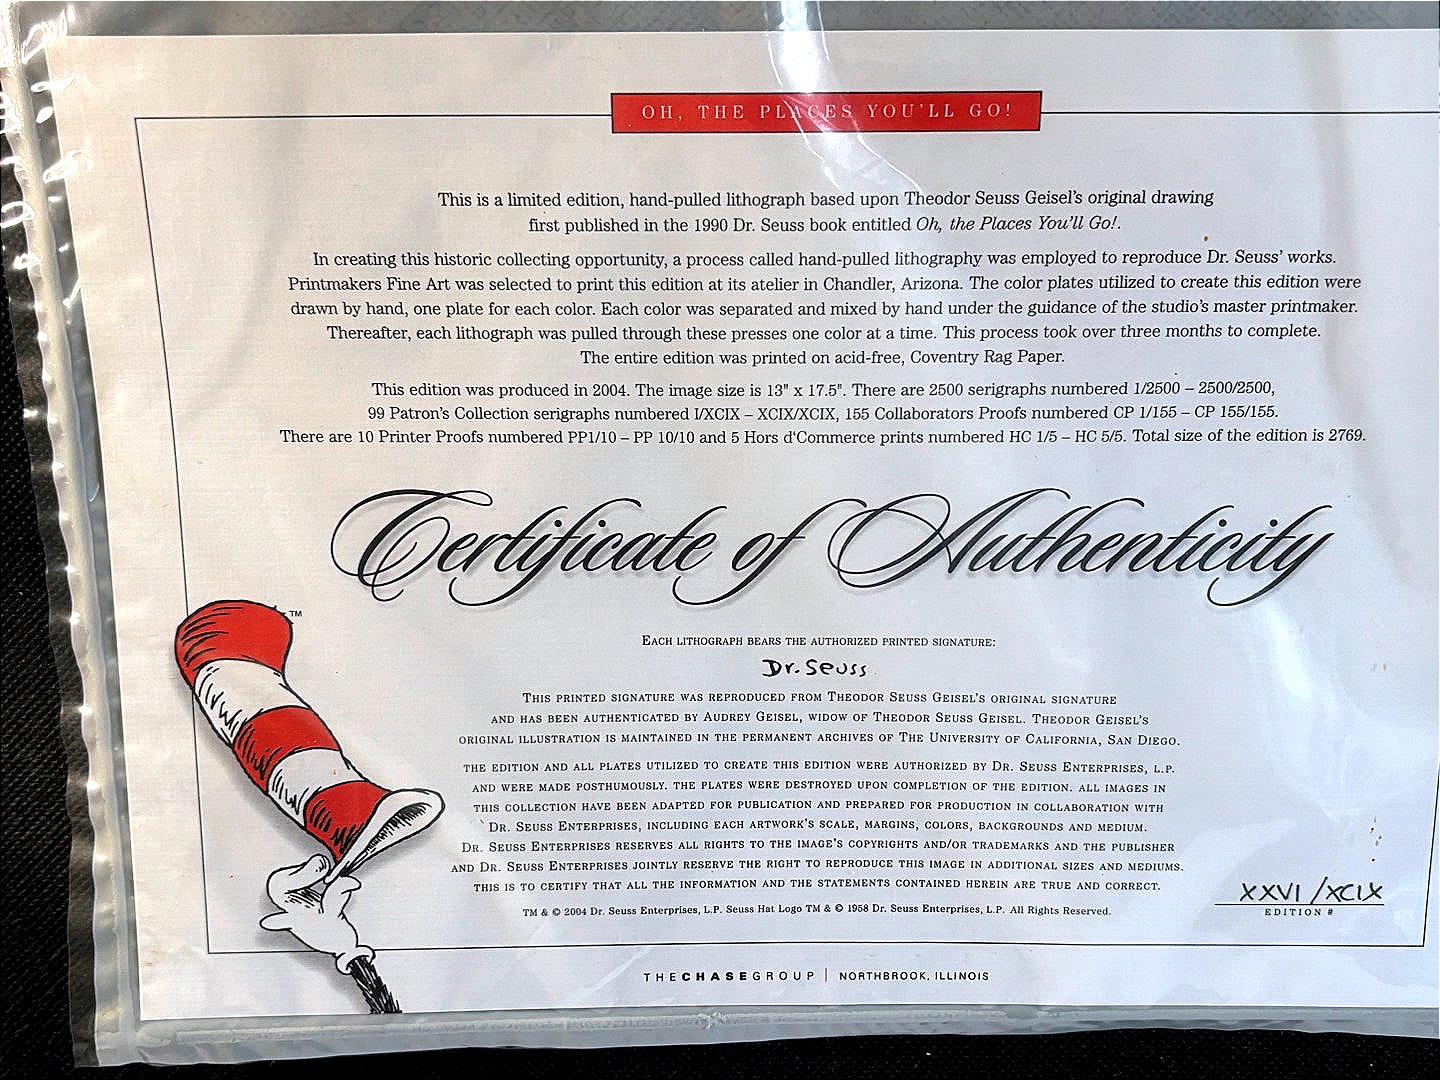 OH, THE PLACES YOU'LL GO!
This is a limited edition, hand-pulled lithograph based upon Theodor Seuss Geisel's original drawing
first published in the 1990 Dr. Seuss book entitled Oh, the Places You'll Go!.
In creating this historic collecting opportunity, a process called hand-pulled lithography was employed to reproduce Dr. Seuss' works.
Printmakers Fine Art was selected to print this edition at its atelier in Chandler, Arizona. The color plates utilized to create this edition were
drawn by hand, one plate for each color. Each color was separated and mixed by hand under the guidance of the studio's master printmaker.
Thereafter, each lithograph was pulled through these presses one color at a time. This process took over three months to complete.
The entire edition was printed on acid-free, Coventry Rag Paper.
This edition was produced in 2004. The image size is 13" x 17.5". There are 2500 serigraphs numbered 1/2500 – 2500/2500,
99 Patron's Collection serigraphs numbered I/XCIX – XCIX/XCIX, 155 Collaborators Proofs numbered CP 1/155 – CP 155/155.
There are 10 Printer Proofs numbered PP1/10 – PP 10/10 and 5 Hors d'Commerce prints numbered HC 1/5 – HC 5/5. Total size of the edition is 2769.
Certificate of Authenticity
TM
EACH LITHOGRAPH BEARS THE AUTHORIZED PRINTED SIGNATURE:
Dr. Seuss
THIS PRINTED SIGNATURE WAS REPRODUCED FROM THEODOR SEUSS GEISEL'S ORIGINAL SIGNATURE
AND HAS BEEN AUTHENTICATED BY AUDREY GEISEL, WIDOW OF THEODOR SEUSS GEISEL. THEODOR GEISEL'S
ORIGINAL ILLUSTRATION IS MAINTAINED IN THE PERMANENT ARCHIVES OF THE UNIVERSITY OF CALIFORNIA, SAN DIEGO.
THE EDITION AND ALL PLATES UTILIZED TO CREATE THIS EDITION WERE AUTHORIZED BY DR. SEUSS ENTERPRISES, L.P.
AND WERE MADE POSTHUMOUSLY. THE PLATES WERE DESTROYED UPON COMPLETION OF THE EDITION. ALL IMAGES IN
THIS COLLECTION HAVE BEEN ADAPTED FOR PUBLICATION AND PREPARED FOR PRODUCTION IN COLLABORATION WITH
DR. SEUSS ENTERPRISES, INCLUDING EACH ARTWORK'S SCALE, MARGINS, COLORS, BACKGROUNDS AND MEDIUM.
DR. SEUSS ENTERPRISES RESERVES ALL RIGHTS TO THE IMAGE'S COPYRIGHTS AND/OR TRADEMARKS AND THE PUBLISHER
AND DR. SEUSS ENTERPRISES JOINTLY RESERVE THE RIGHT TO REPRODUCE THIS IMAGE IN ADDITIONAL SIZES AND MEDIUMS.
THIS IS TO CERTIFY THAT ALL THE INFORMATION AND THE STATEMENTS CONTAINED HEREIN ARE TRUE AND CORRECT.
TM & © 2004 Dr. Seuss Enterprises, L.P. Seuss Hat Logo TM & © 1958 Dr. Seuss Enterprises, L.P. All Rights Reserved.
XXVI/XCIX
EDITION #
THECHASEGROUP | NORTHBROOK, ILLINOIS